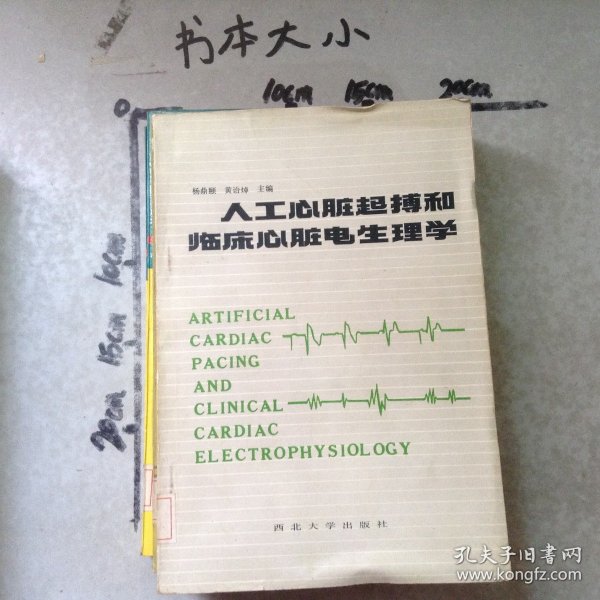 书本大小
0 10cm 15cm 20cm
10cm
15cm
20cm
杨鼎颐 黄诒焯 主编
人工心脏起搏和
临床心脏电生理学
ARTIFICIAL
CARDIAC
PACING
AND
CLINICAL
CARDIAC
ELECTROPHYSIOLOGY
西北大学出版社
孔夫子旧书网
www.kongfz.com